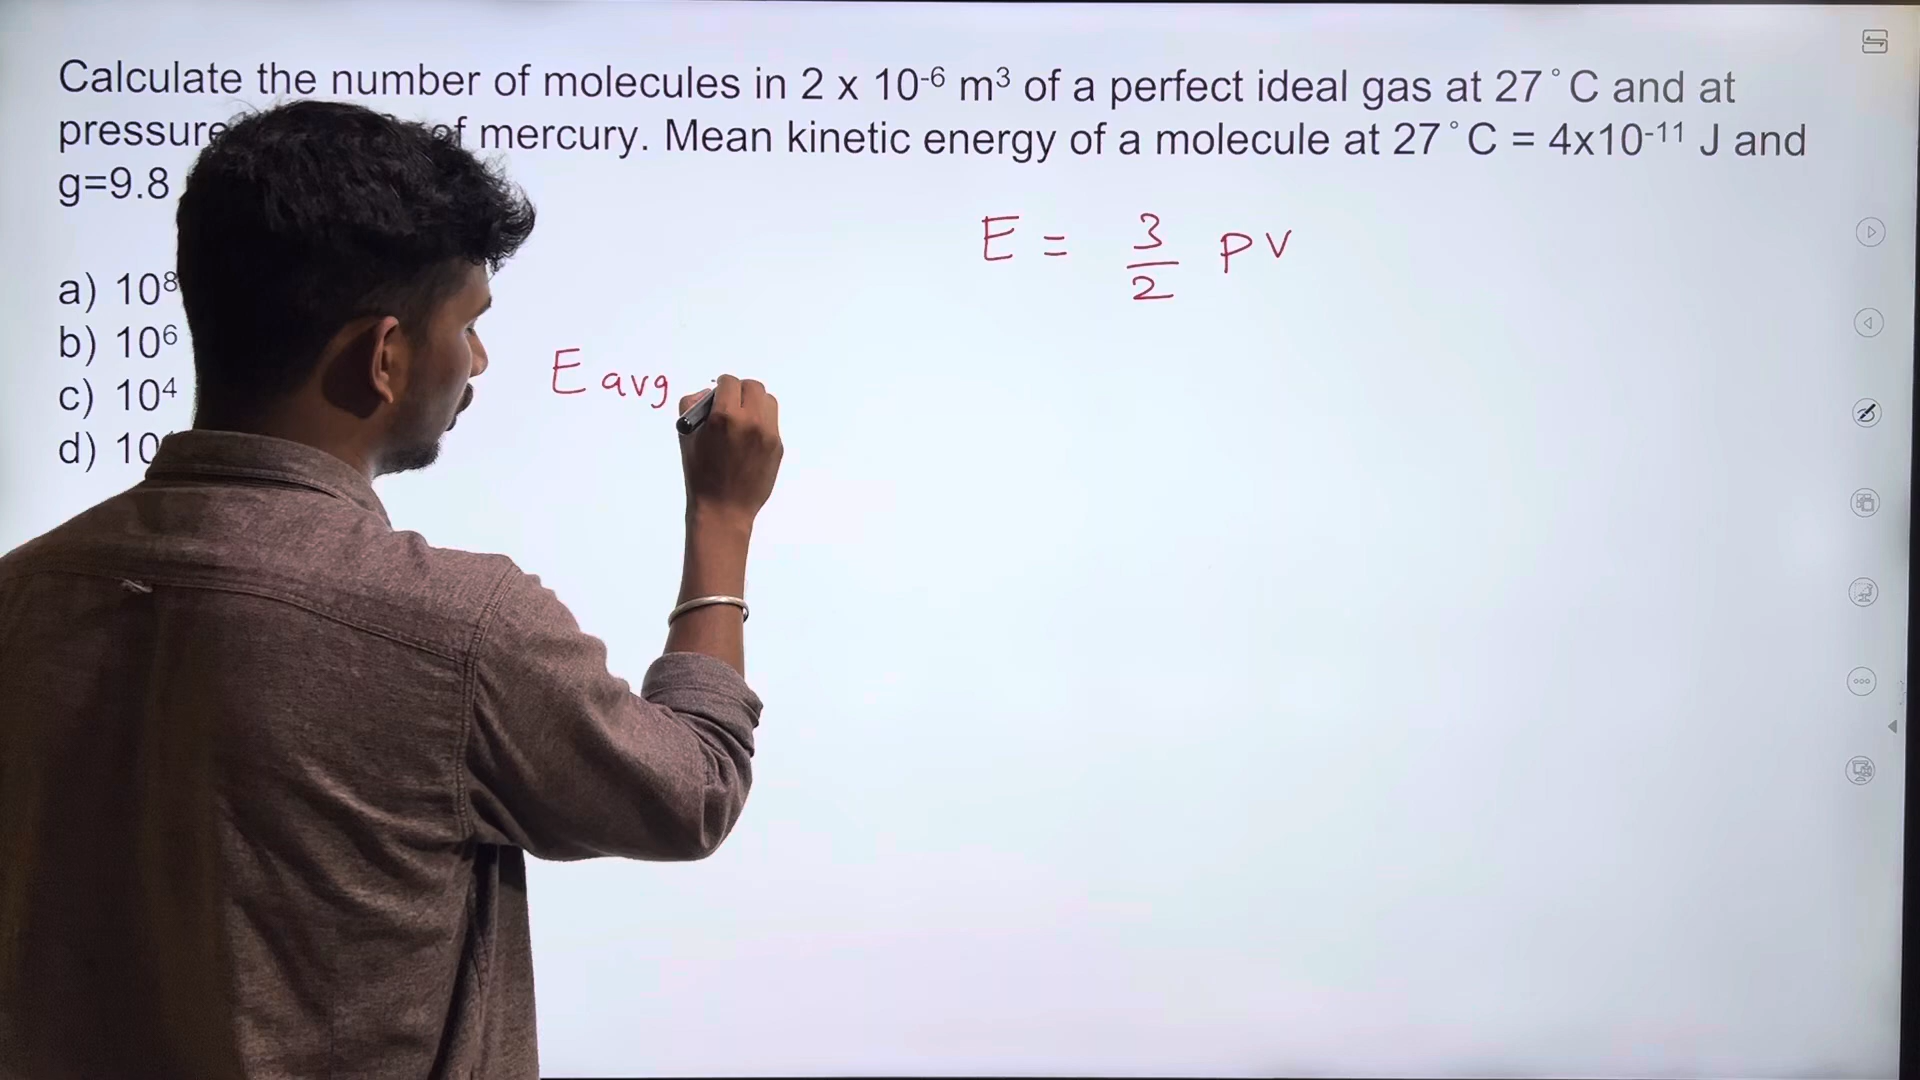 Calculate the number of molecules in 2 x 10-6 m3 of a perfect ideal gas at 27°C and at
pressure of mercury. Mean kinetic energy of a molecule at 27°C = 4x10-11 J and
g=9.8
a) 108
b) 106
c) 104
d)
E = 3/2 PV
E avg